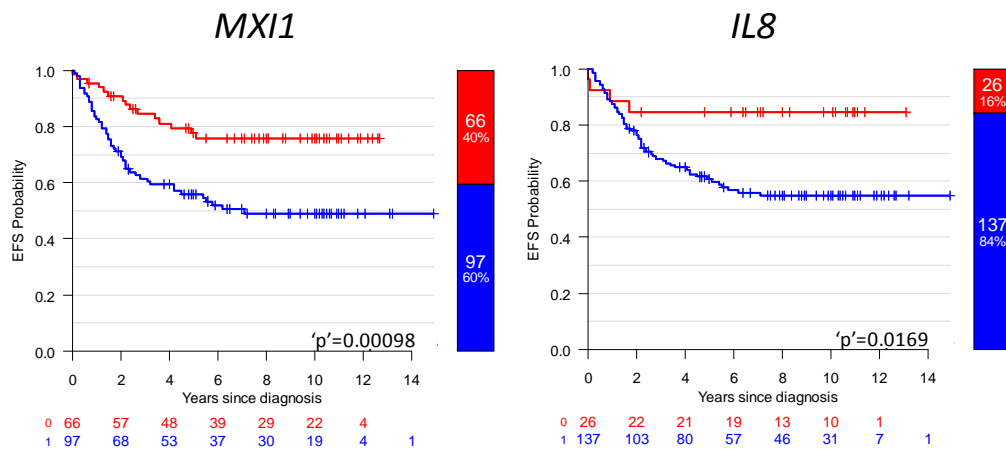 MXI1
IL8
1.0
0.8
0.6
0.4
0.2
0.0
EFS Probability
0 2 4 6 8 10 12 14
Years since diagnosis
'p'=0.00098
66
40%
97
60%
0 66 57 48 39 29 22 4
1 97 68 53 37 30 19 4 1
1.0
0.8
0.6
0.4
0.2
0.0
EFS Probability
0 2 4 6 8 10 12 14
Years since diagnosis
'p'=0.0169
26
16%
137
84%
0 26 22 21 19 13 10 1
1 137 103 80 57 46 31 7 1